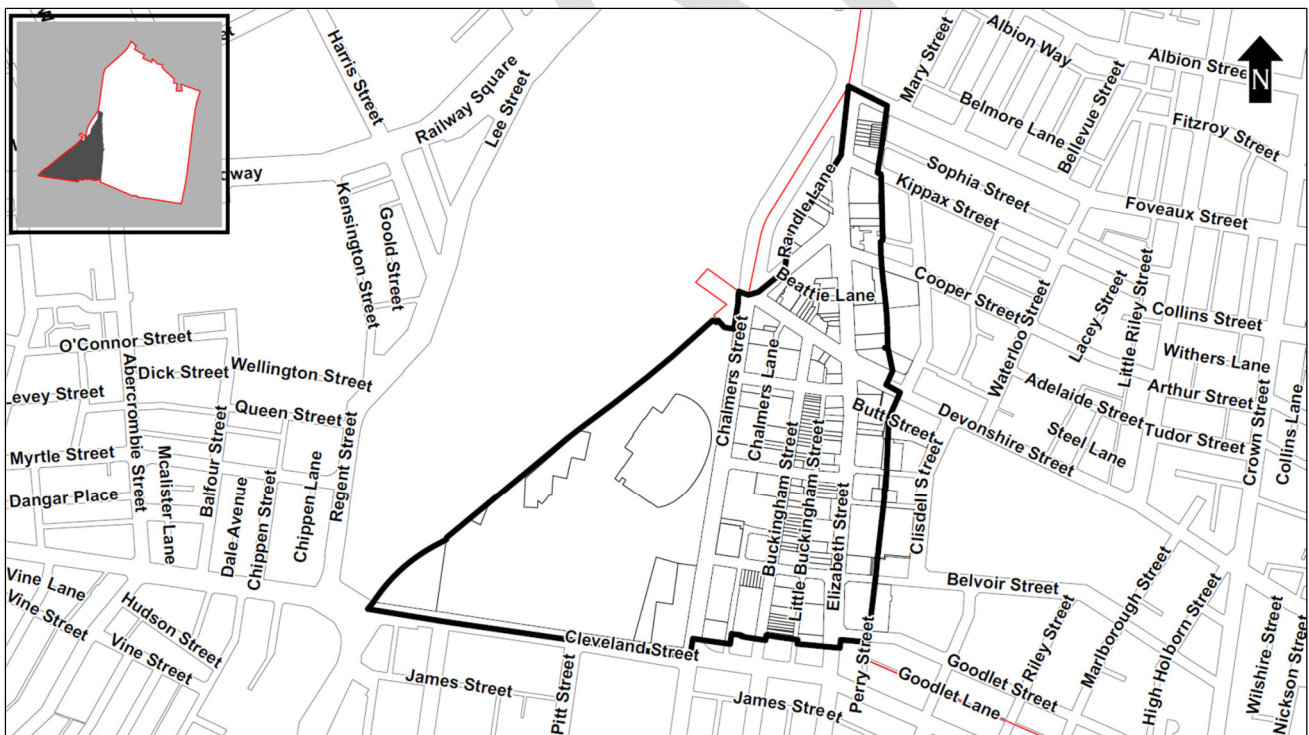 Harris Street
Railway Square
Lee Street
Mary Street
Albion Way
Albion Street
N
Belmore Lane
Bellevue Street
Fitzroy Street
Kensington Street
Goold Street
Randle Lane
Sophia Street
Kippax Street
Foveaux Street
Beattie Lane
Cooper Street
Waterloo Street
Lacey Street
Little Riley Street
Collins Street
Withers Lane
O'Connor Street
Dick Street
Wellington Street
Levey Street
Abercrombie Street
Queen Street
Chalmers Street
Chalmers Lane
Adelaide Street
Arthur Street
Crown Street
Collins Lane
Butt Street
Devonshire Street
Steel Lane
Tudor Street
Myrtle Street
Mcalister Lane
Balfour Street
Regent Street
Dangar Place
Dale Avenue
Chippen Street
Chippen Lane
Buckingham Street
Little Buckingham Street
Elizabeth Street
Clisdell Street
Vine Lane
Vine Street
Hudson Street
Vine Street
Belvoir Street
Marlborough Street
Cleveland Street
Perry Street
Riley Street
High Holborn Street
Wilshire Street
Nickson Street
Goodlet Street
Goodlet Lane
James Street
Pitt Street
James Street